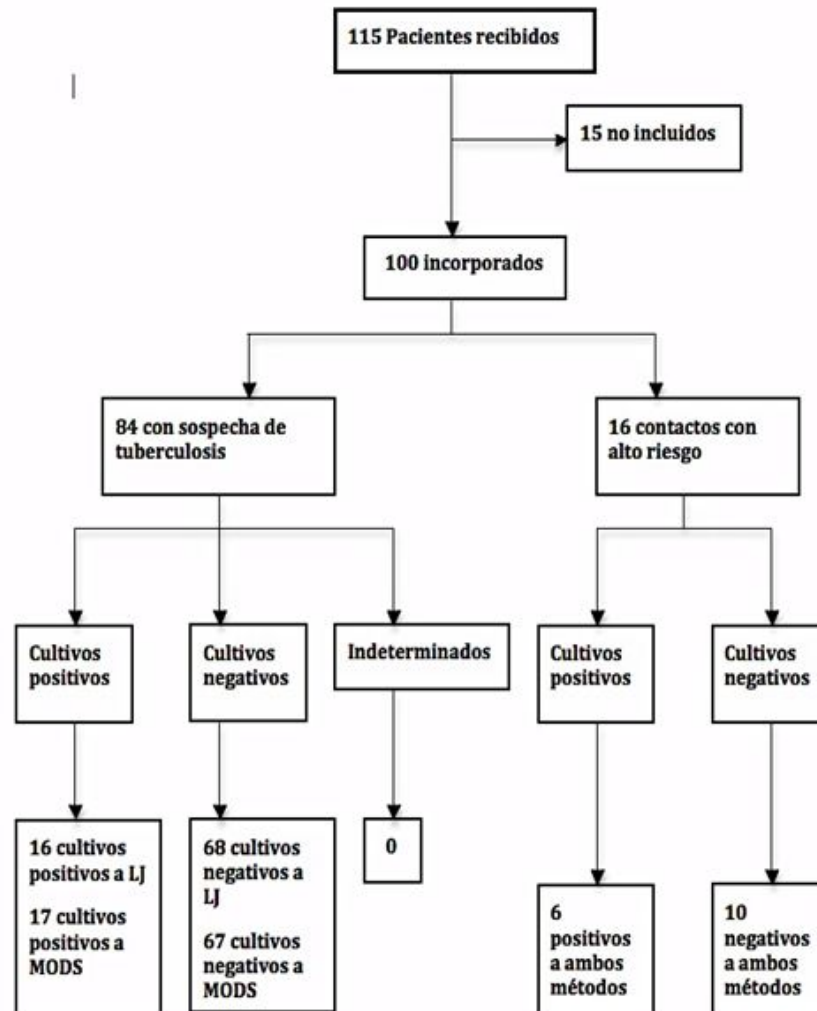 115 Pacientes recibidos
15 no incluidos
100 incorporados
84 con sospecha de
tuberculosis
16 contactos con
alto riesgo
Cultivos
positivos
Cultivos
negativos
Indeterminados
Cultivos
positivos
Cultivos
negativos
16 cultivos
positivos a LJ
17 cultivos
positivos a
MODS
68 cultivos
negativos a
LJ
67 cultivos
negativos a
MODS
0
6
positivos
a ambos
métodos
10
negativos
a ambos
métodos